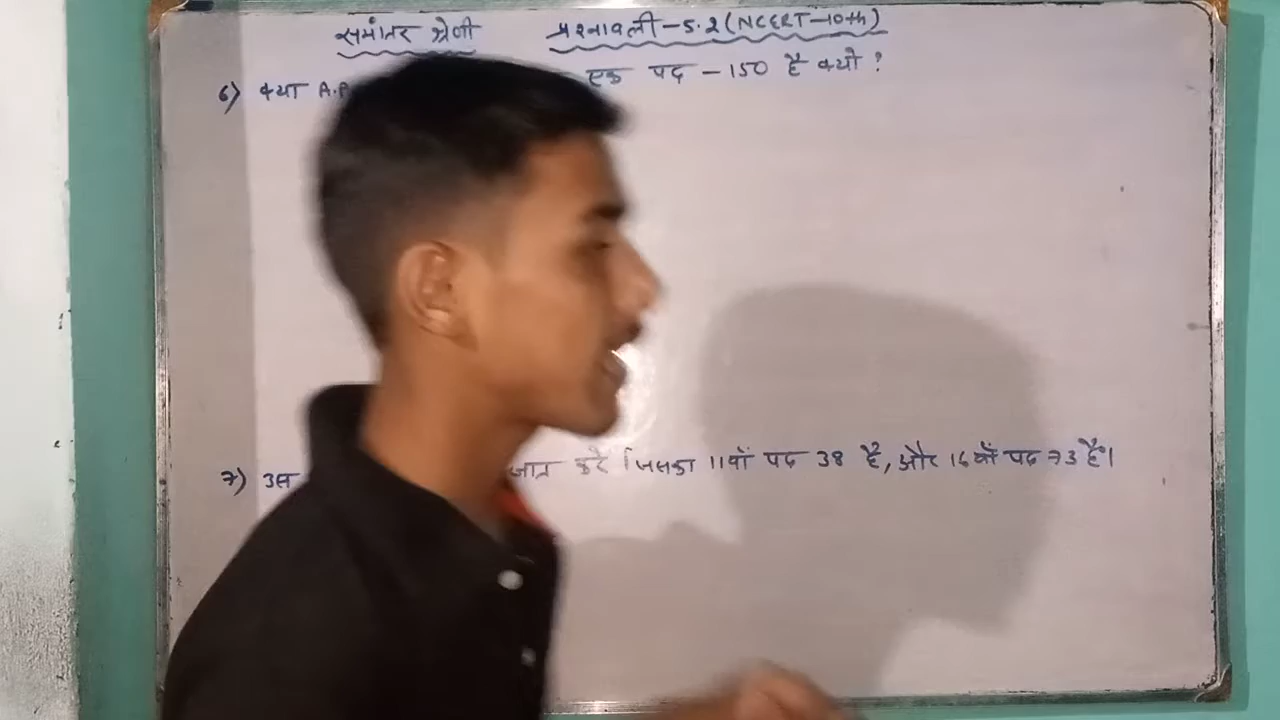 समांतर श्रेणी प्रश्नावली-5.2 (NCERT-10th)
6) क्या A.P एक पद -150 है क्यों ?
7) उस ज्ञात करें जिसका 11वाँ पद 38 है, और 16वाँ पद 73 है।